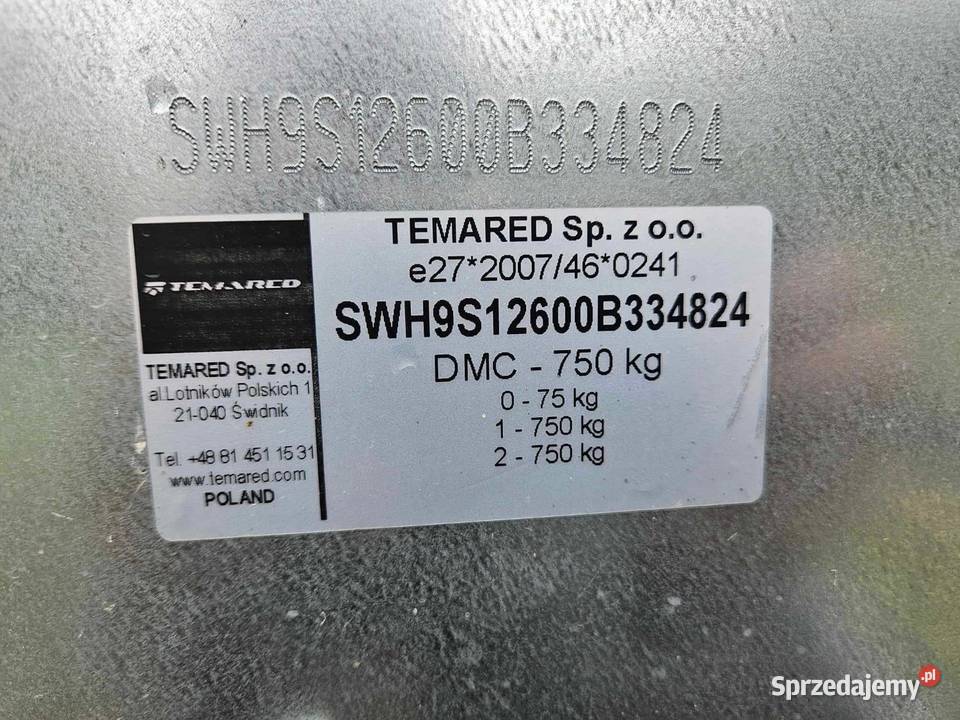 SWH9S12600B334824
TEMARED
TEMARED Sp. z o.o.
al.Lotników Polskich 1
21-040 Świdnik
Tel. +48 81 451 15 31
www.temared.com
POLAND
TEMARED Sp. z o.o.
e27*2007/46*0241
SWH9S12600B334824
DMC - 750 kg
0 - 75 kg
1 - 750 kg
2 - 750 kg
Sprzedajemy.pl